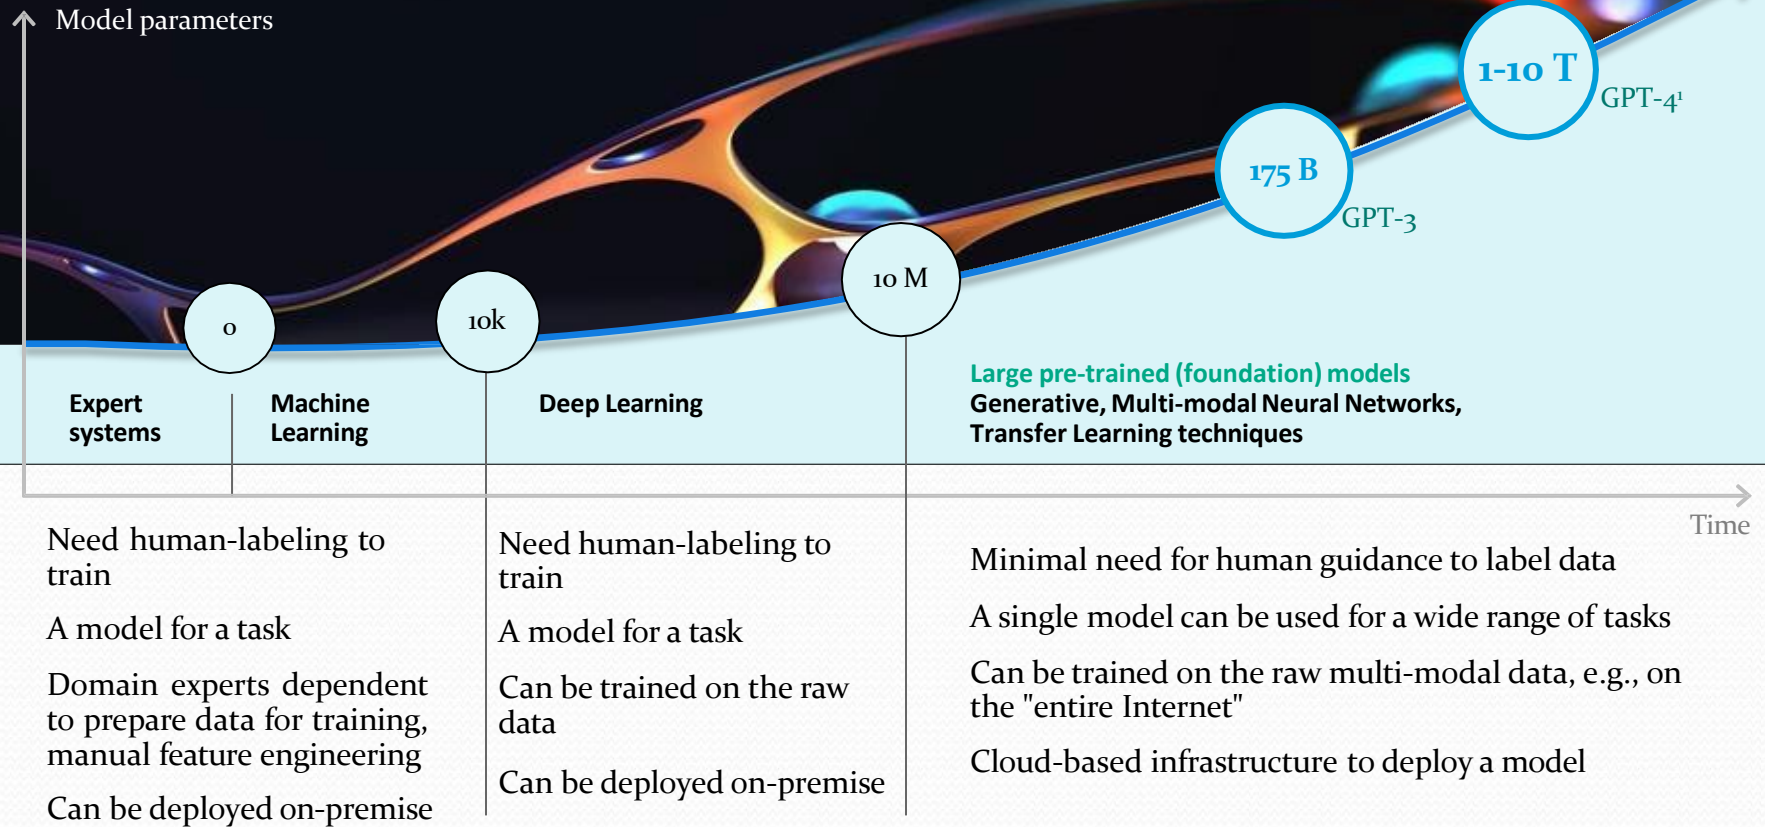 Model parameters
1-10 T
GPT-4¹
175 B
GPT-3
10 M
10k
0
Expert
systems
Machine
Learning
Deep Learning
Large pre-trained (foundation) models
Generative, Multi-modal Neural Networks,
Transfer Learning techniques
Time
Need human-labeling to
train
A model for a task
Domain experts dependent
to prepare data for training,
manual feature engineering
Can be deployed on-premise
Need human-labeling to
train
A model for a task
Can be trained on the raw
data
Can be deployed on-premise
Minimal need for human guidance to label data
A single model can be used for a wide range of tasks
Can be trained on the raw multi-modal data, e.g., on
the "entire Internet"
Cloud-based infrastructure to deploy a model